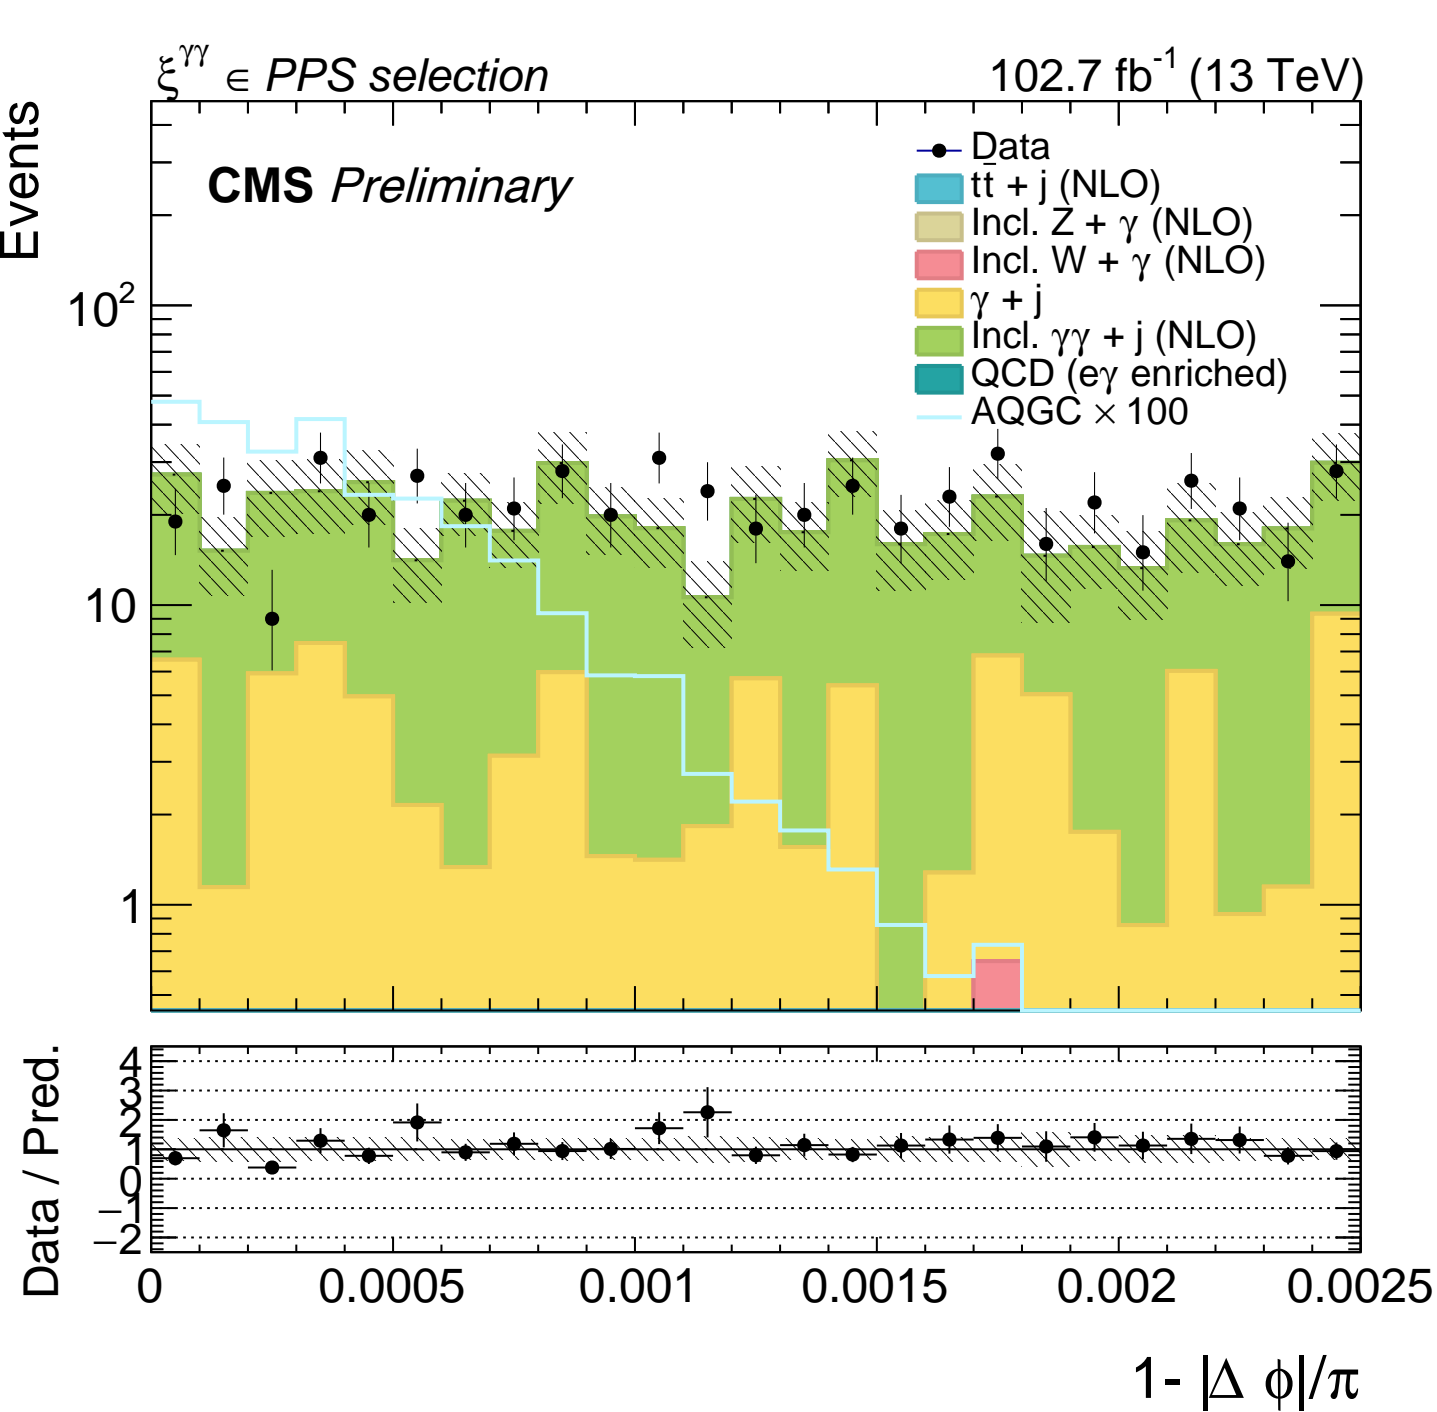 ξ^γγ ∈ PPS selection
102.7 fb⁻¹ (13 TeV)
Events
CMS Preliminary
Data
tt̄ + j (NLO)
Incl. Z + γ (NLO)
Incl. W + γ (NLO)
γ + j
Incl. γγ + j (NLO)
QCD (eγ enriched)
AQGC × 100
10²
10
1
Data / Pred.
4
3
2
1
0
−1
−2
0 0.0005 0.001 0.0015 0.002 0.0025
1- |Δ ϕ|/π